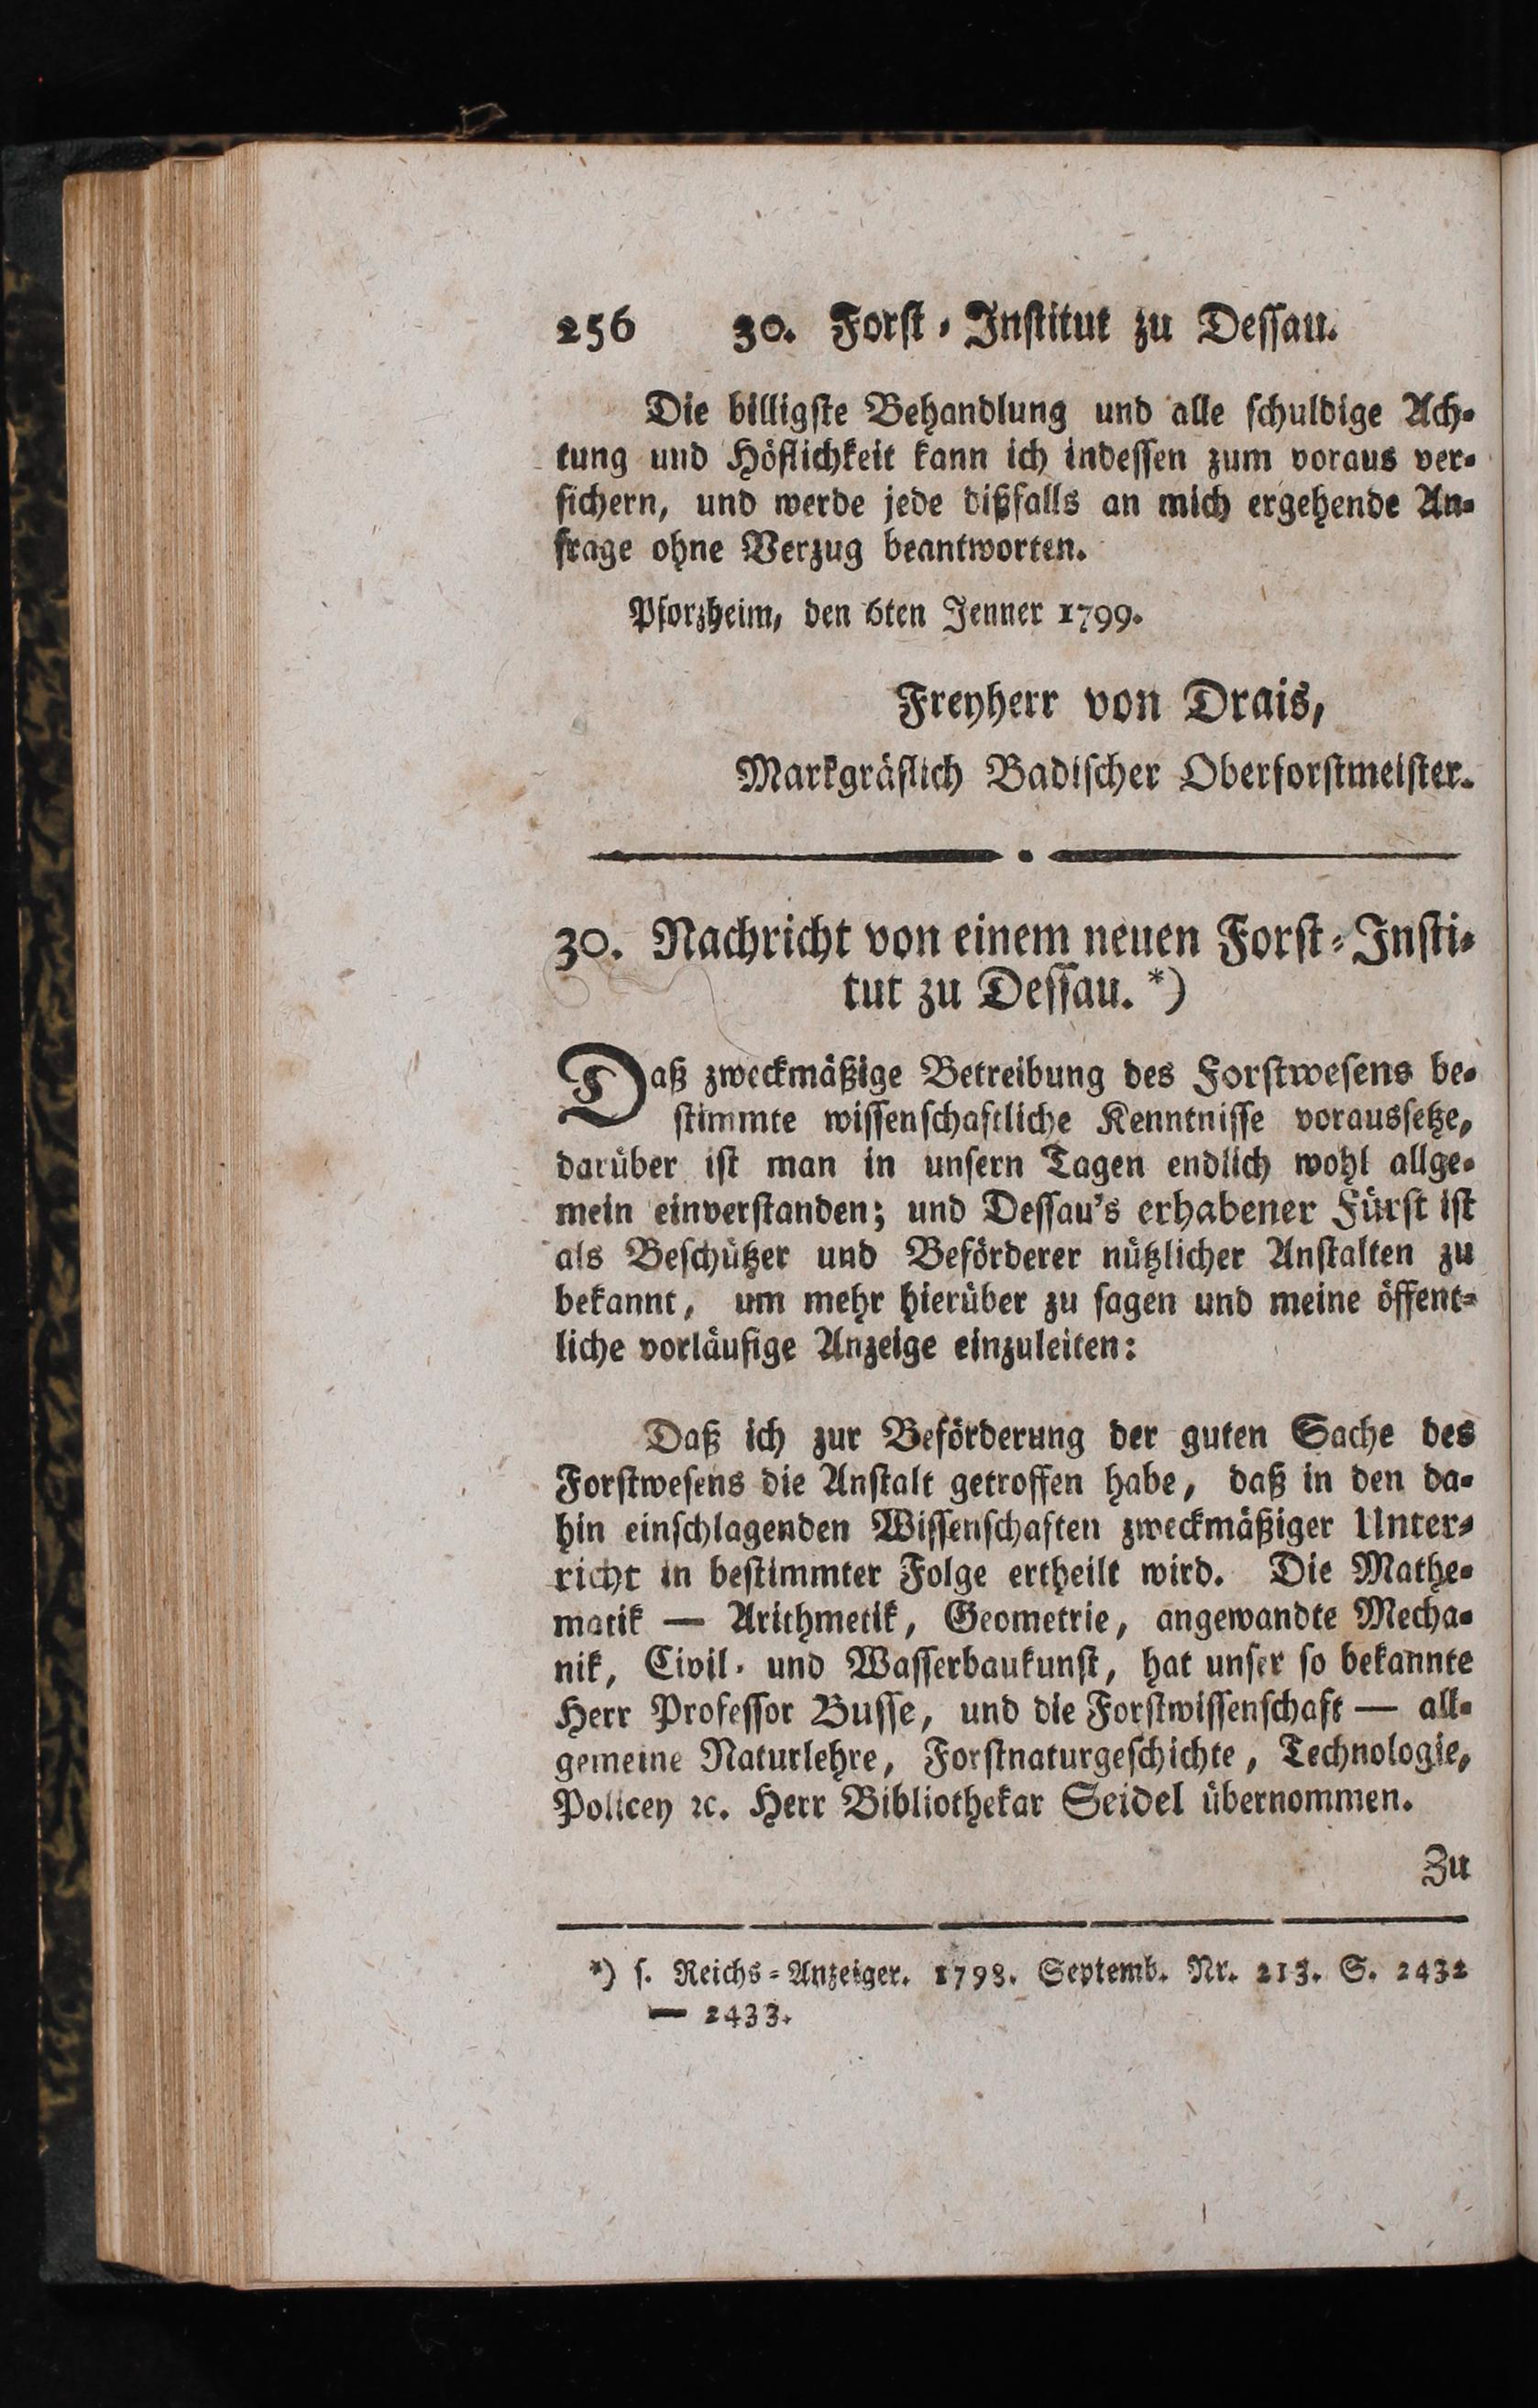 256 30. Forst-Institut zu Dessau.
Die billigste Behandlung und alle schuldige Ach-
tung und Höflichkeit kann ich indessen zum voraus ver-
sichern, und werde jede dißfalls an mich ergehende An-
frage ohne Verzug beantworten.
Pforzheim, den 6ten Jenner 1799.
Freyherr von Drais,
Markgräflich Badischer Oberforstmeister.
30. Nachricht von einem neuen Forst-Insti-
tut zu Dessau. *)
Daß zweckmäßige Betreibung des Forstwesens be-
stimmte wissenschaftliche Kenntnisse voraussetze,
darüber ist man in unsern Tagen endlich wohl allge-
mein einverstanden; und Dessau's erhabener Fürst ist
als Beschützer und Beförderer nützlicher Anstalten zu
bekannt, um mehr hierüber zu sagen und meine öffent-
liche vorläufige Anzeige einzuleiten:
Daß ich zur Beförderung der guten Sache des
Forstwesens die Anstalt getroffen habe, daß in den da-
hin einschlagenden Wissenschaften zweckmäßiger Unter-
richt in bestimmter Folge ertheilt wird. Die Mathe-
matik — Arithmetik, Geometrie, angewandte Mecha-
nik, Civil- und Wasserbaukunst, hat unser so bekannte
Herr Professor Busse, und die Forstwissenschaft — all-
gemeine Naturlehre, Forstnaturgeschichte, Technologie,
Policey ꝛc. Herr Bibliothekar Seidel übernommen.
Zu
*) s. Reichs-Anzeiger. 1798. Septemb. Nr. 213. S. 2432
— 2433.